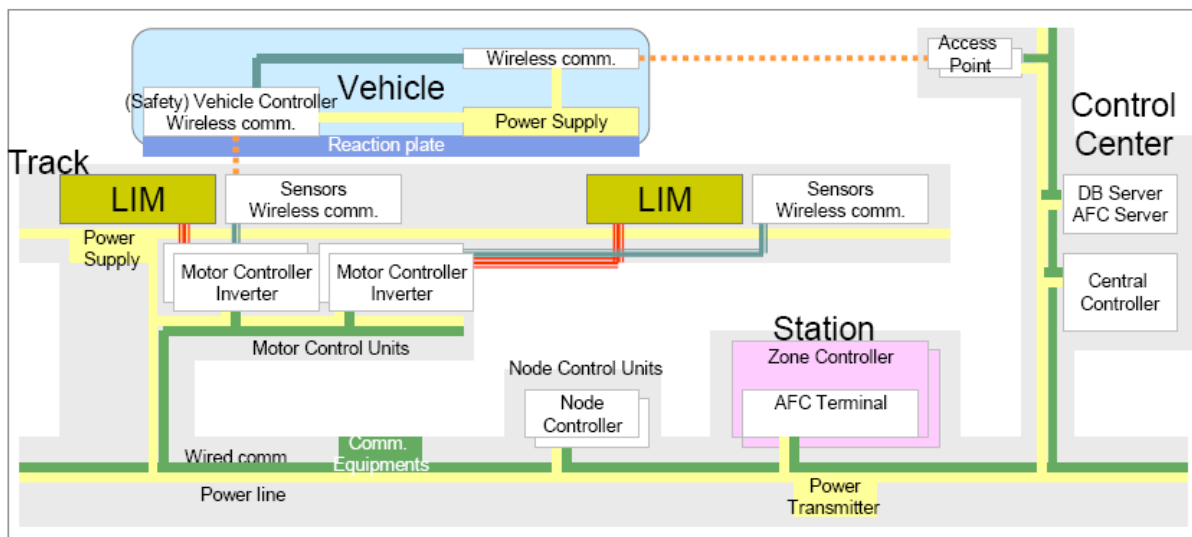 Wireless comm.
Vehicle
(Safety) Vehicle Controller
Wireless comm.
Power Supply
Reaction plate
Access
Point
Control
Center
DB Server
AFC Server
Central
Controller
Track
LIM
Sensors
Wireless comm.
LIM
Sensors
Wireless comm.
Power
Supply
Motor Controller
Inverter
Motor Controller
Inverter
Motor Control Units
Station
Zone Controller
AFC Terminal
Node Control Units
Node
Controller
Wired comm
Comm.
Equipments
Power line
Power
Transmitter